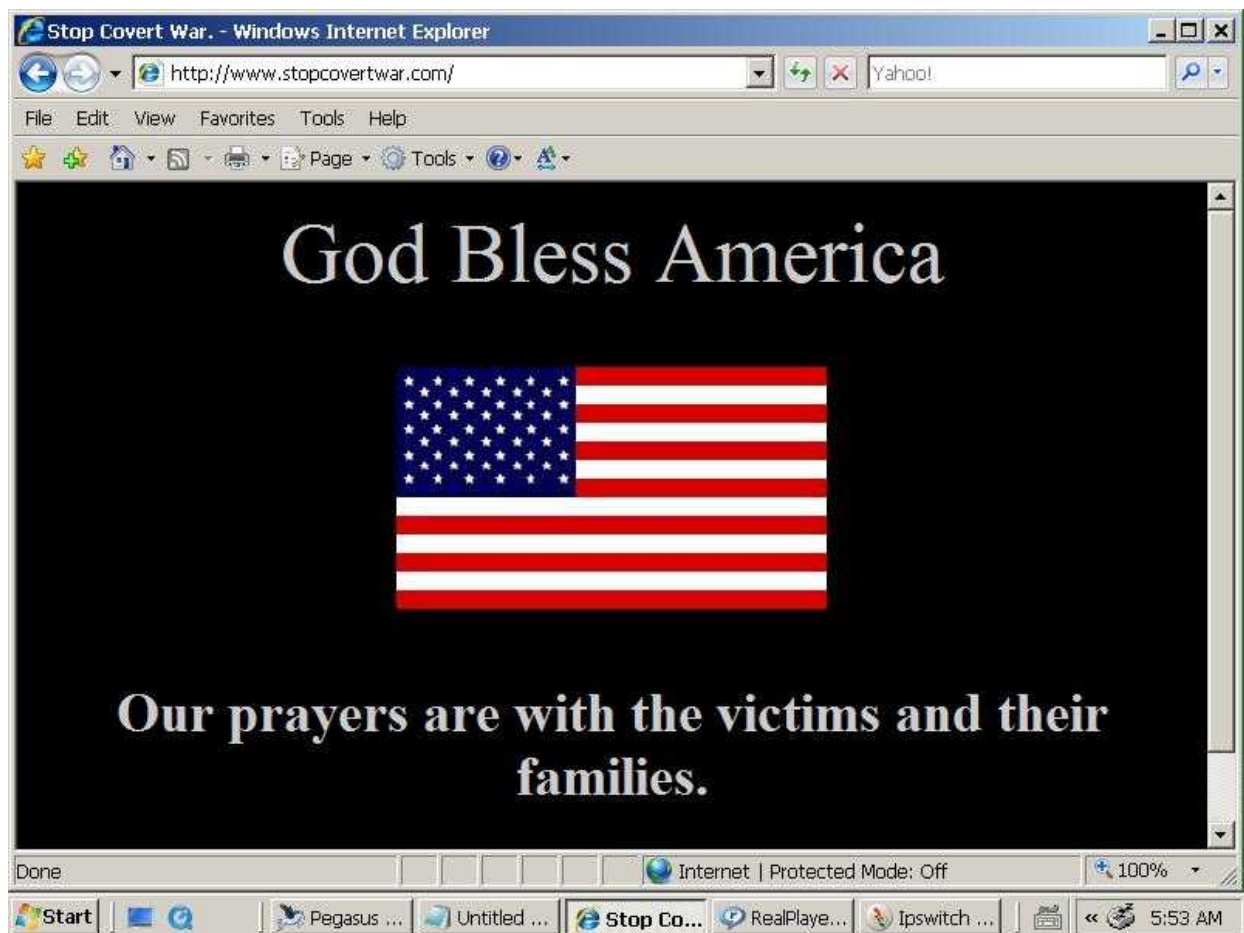 Stop Covert War. - Windows Internet Explorer
http://www.stopcovertwar.com/
Yahoo!
File Edit View Favorites Tools Help
Page Tools
God Bless America
Our prayers are with the victims and their
families.
Done Internet | Protected Mode: Off 100%
Start Pegasus ... Untitled ... Stop Co... RealPlaye... Ipswitch ... « 5:53 AM